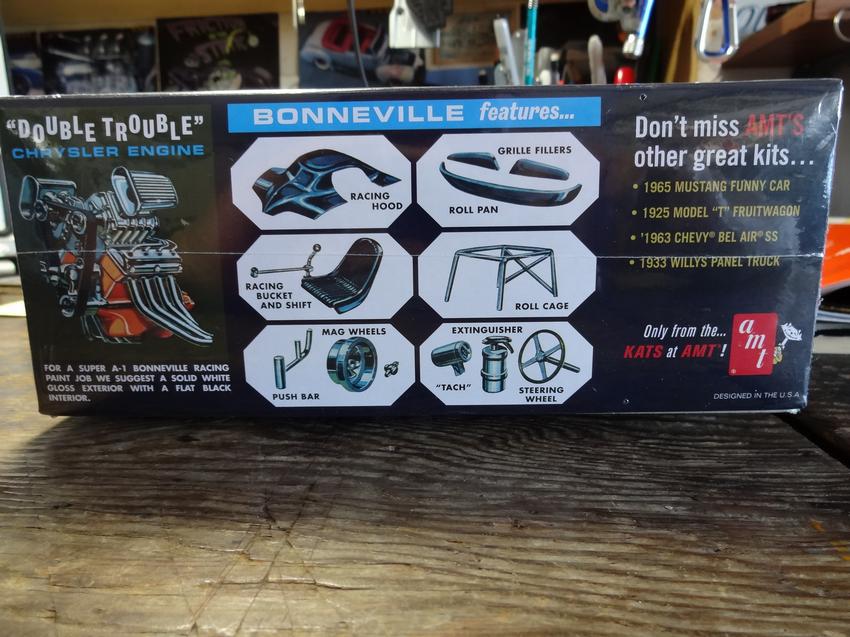 "DOUBLE TROUBLE"
CHRYSLER ENGINE
FOR A SUPER A-1 BONNEVILLE RACING
PAINT JOB WE SUGGEST A SOLID WHITE
GLOSS EXTERIOR WITH A FLAT BLACK
INTERIOR.
BONNEVILLE features...
RACING
HOOD
GRILLE FILLERS
ROLL PAN
RACING
BUCKET
AND SHIFT
ROLL CAGE
MAG WHEELS
PUSH BAR
EXTINGUISHER
"TACH"
STEERING
WHEEL
Don't miss AMT'S
other great kits...
• 1965 MUSTANG FUNNY CAR
• 1925 MODEL "T" FRUITWAGON
• '1963 CHEVY® BEL AIR® SS
• 1933 WILLYS PANEL TRUCK
Only from the...
KATS at AMT'!
amt
®
DESIGNED IN THE U.S.A